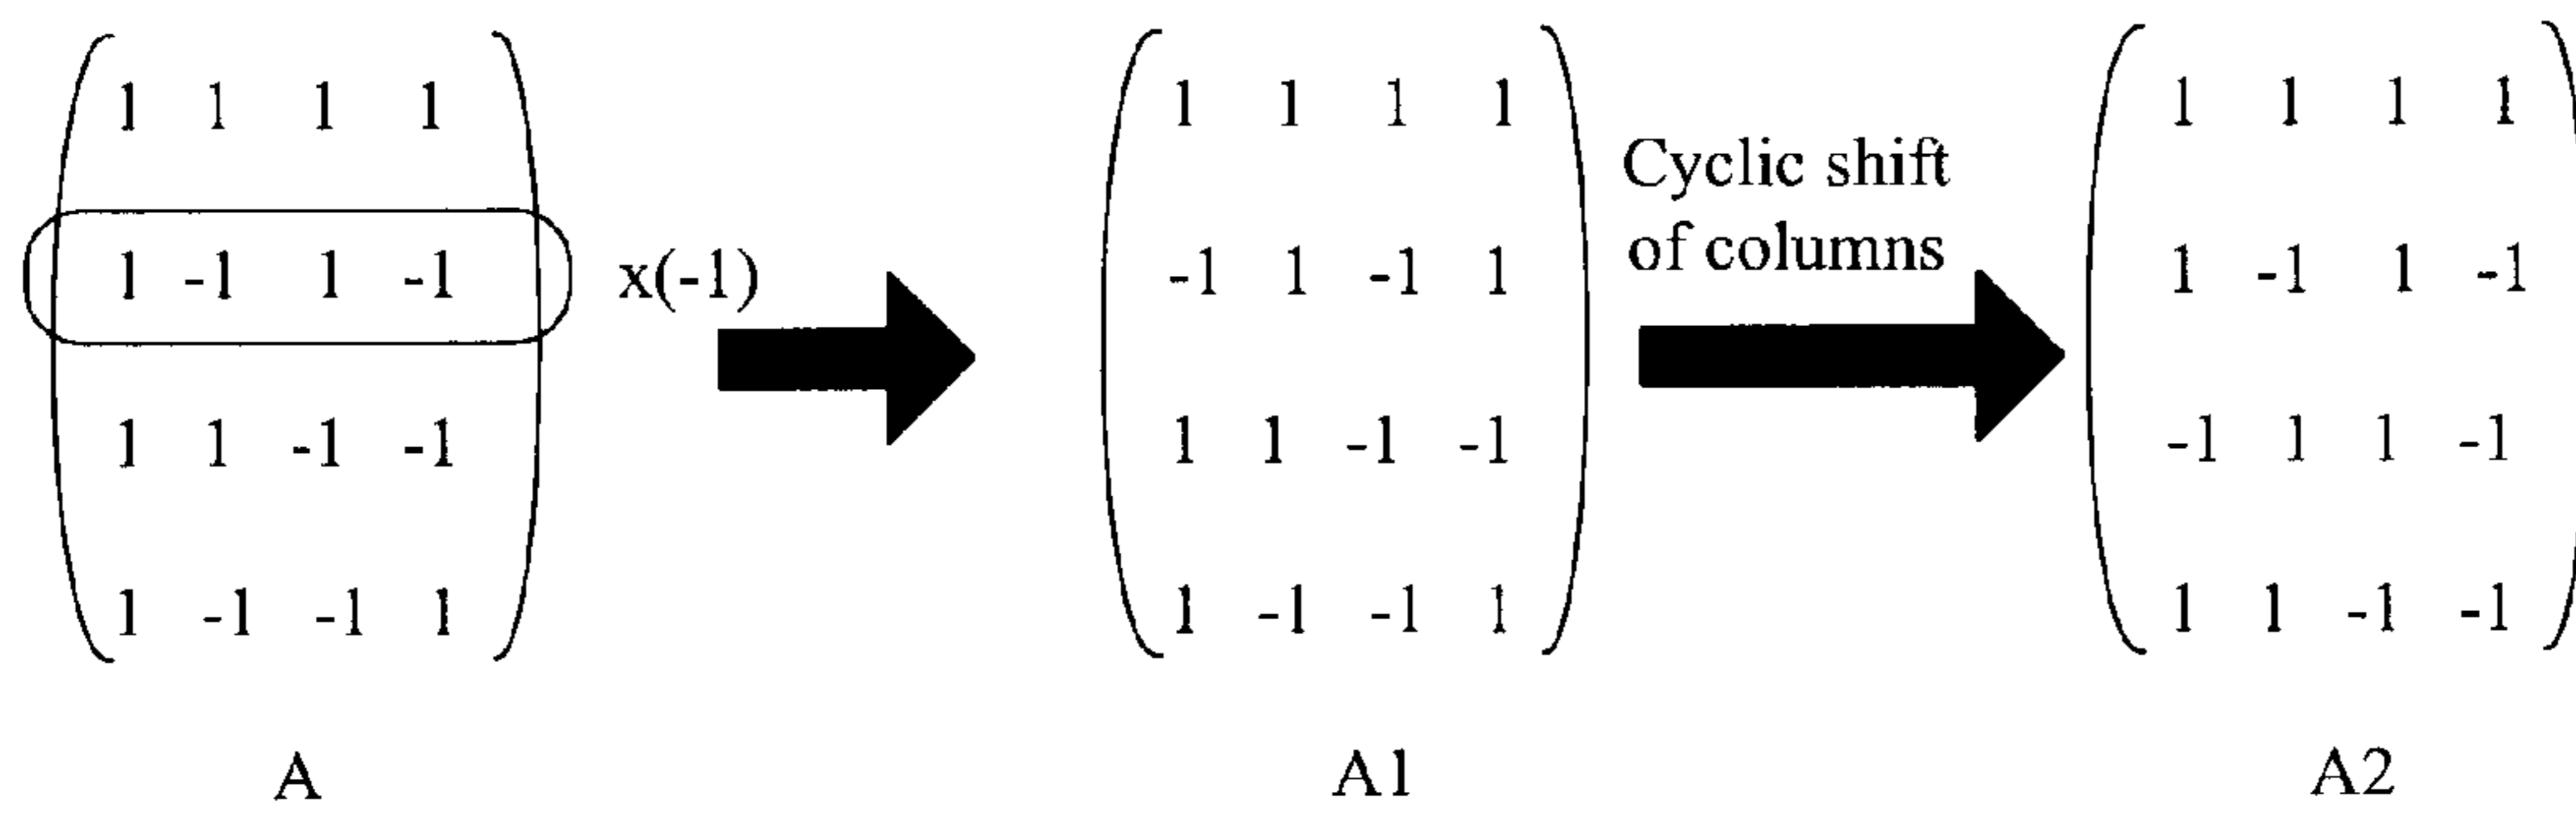 1 1 1 1
1 -1 1 -1
1 1 -1 -1
1 -1 -1 1
A
x(-1)
1 1 1 1
-1 1 -1 1
1 1 -1 -1
1 -1 -1 1
A1
Cyclic shift
of columns
1 1 1 1
1 -1 1 -1
-1 1 1 -1
1 1 -1 -1
A2